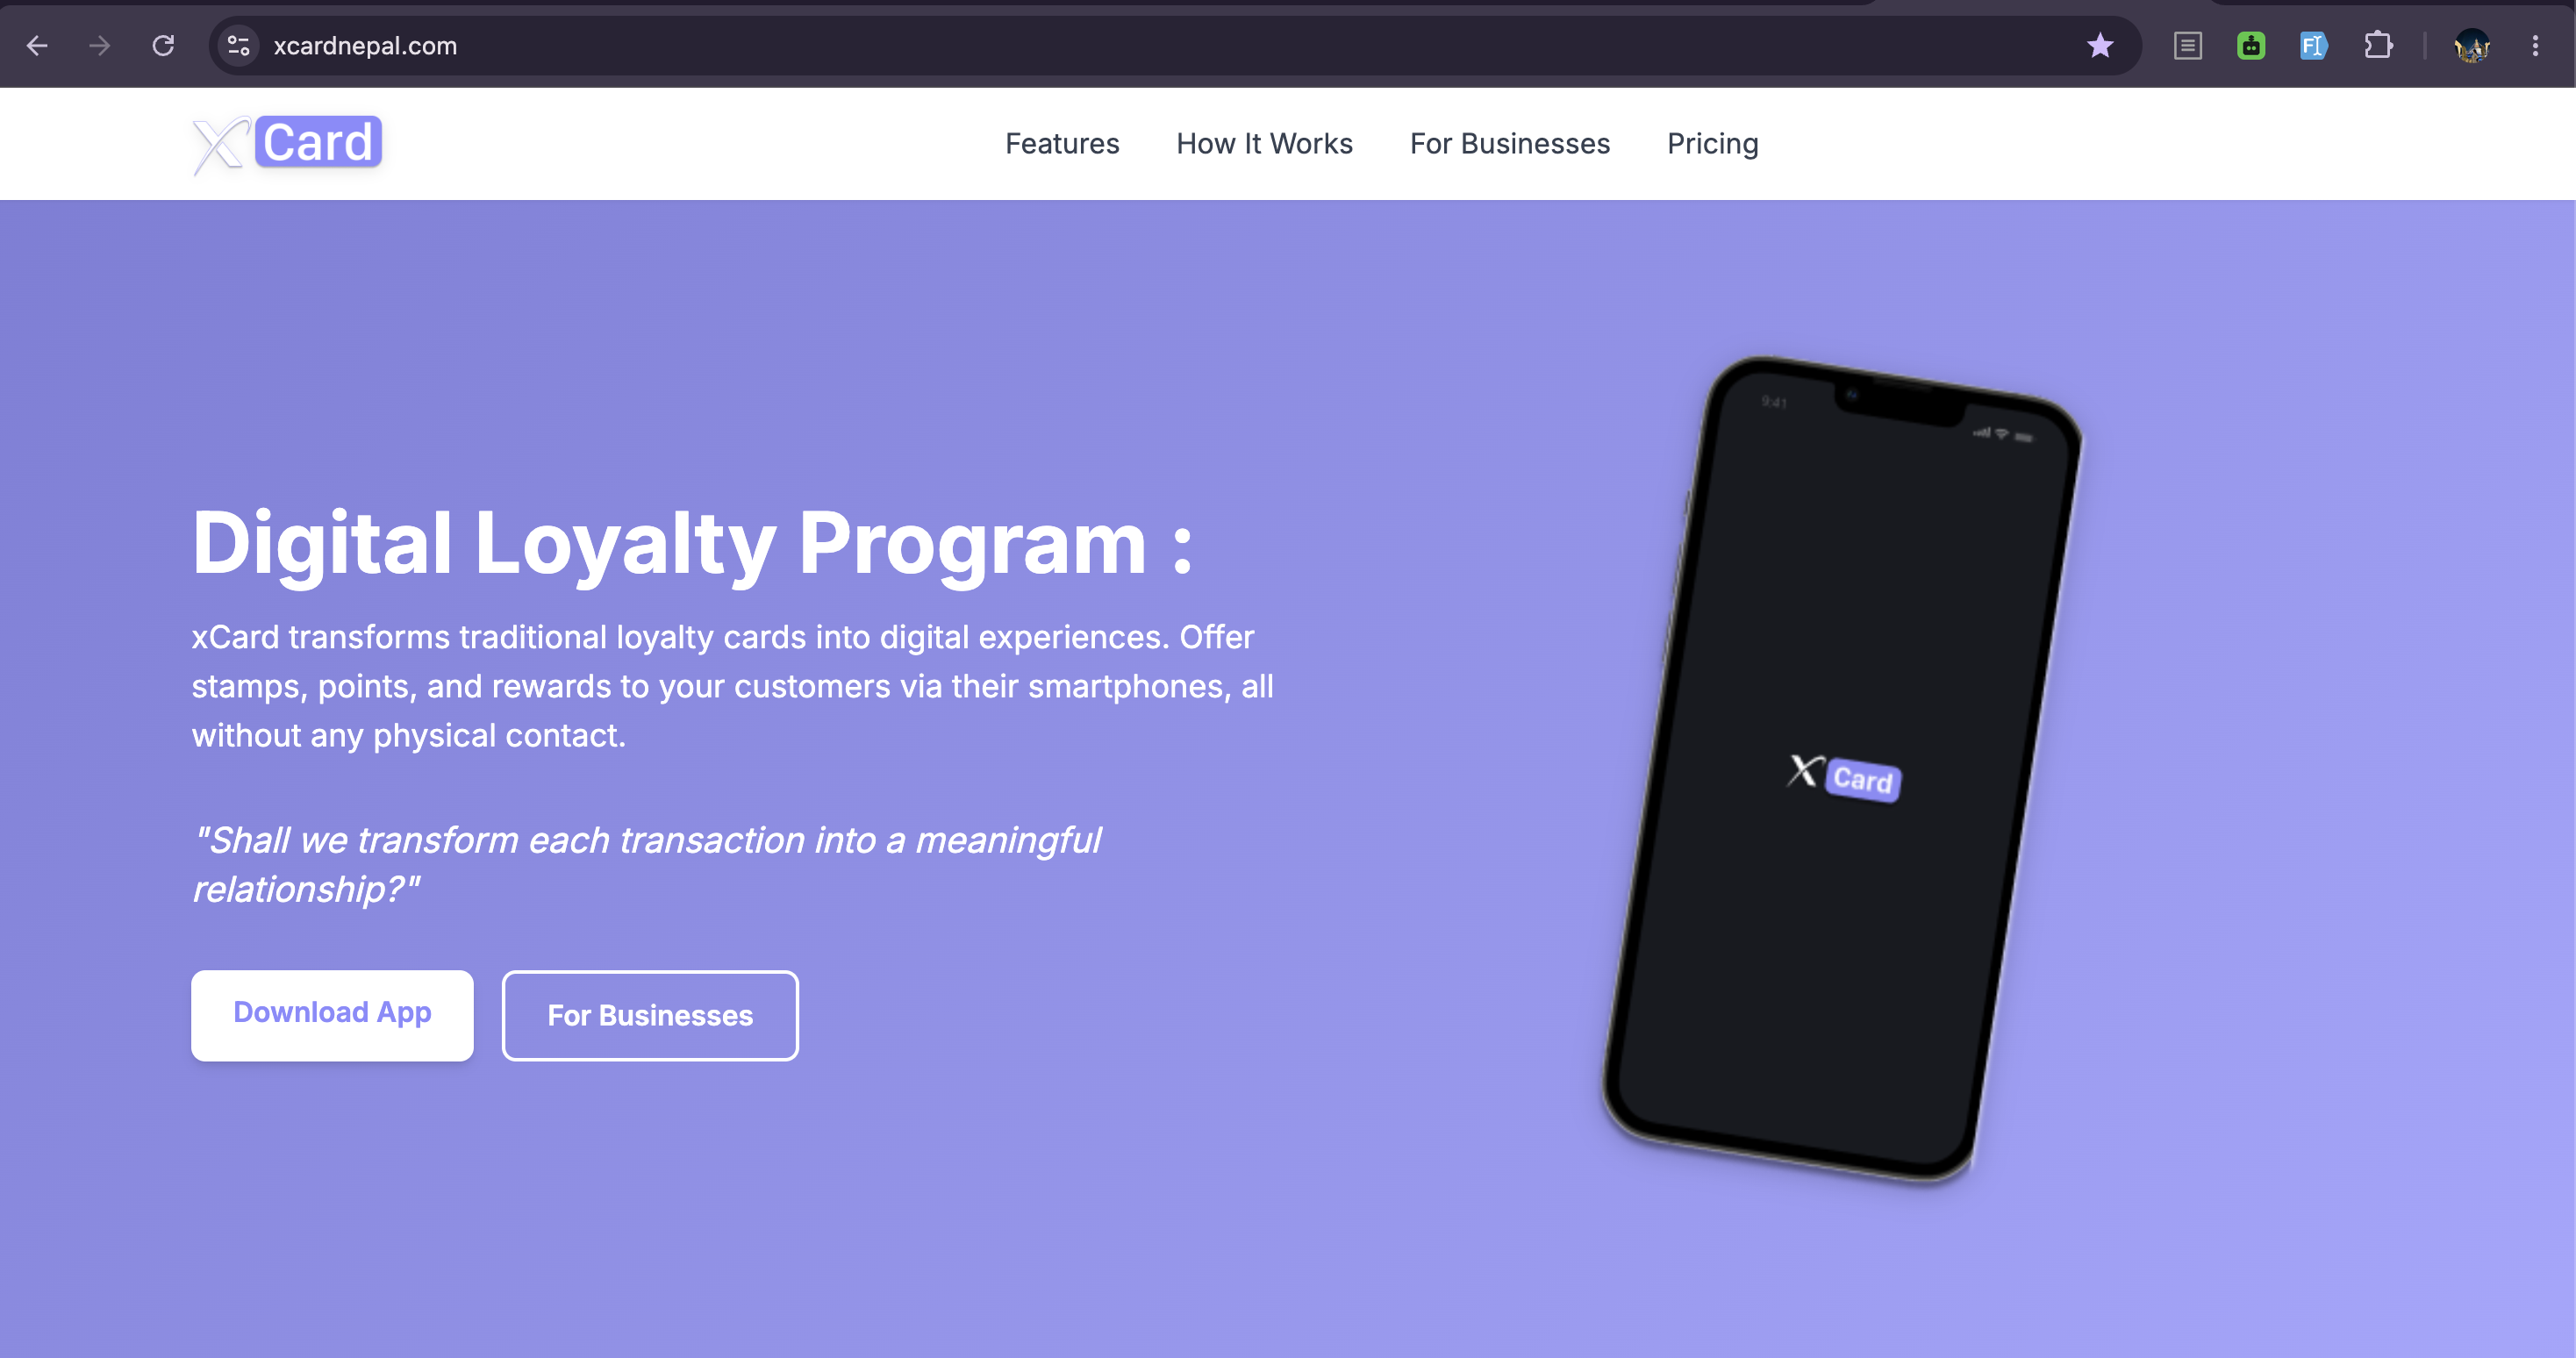 xcardnepal.com
X Card
Features
How It Works
For Businesses
Pricing
Digital Loyalty Program :
xCard transforms traditional loyalty cards into digital experiences. Offer
stamps, points, and rewards to your customers via their smartphones, all
without any physical contact.
"Shall we transform each transaction into a meaningful
relationship?"
Download App
For Businesses
9:41
X Card